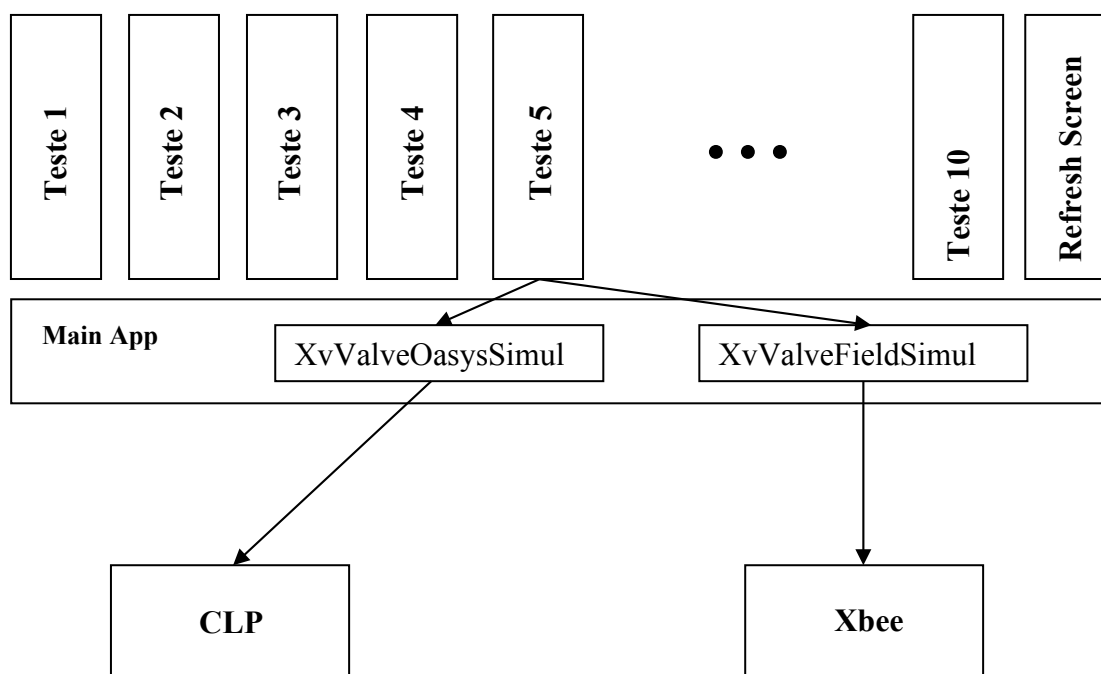 Teste 1
Teste 2
Teste 3
Teste 4
Teste 5
Teste 10
Refresh Screen
Main App
XvValveOasysSimul
XvValveFieldSimul
CLP
Xbee